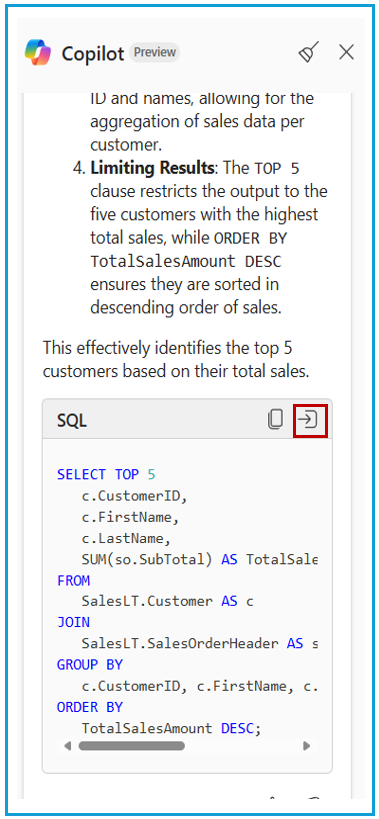 Copilot Preview
ID and names, allowing for the
aggregation of sales data per
customer.
4. Limiting Results: The TOP 5
clause restricts the output to the
five customers with the highest
total sales, while ORDER BY
TotalSalesAmount DESC
ensures they are sorted in
descending order of sales.
This effectively identifies the top 5
customers based on their total sales.
SQL
SELECT TOP 5
c.CustomerID,
c.FirstName,
c.LastName,
SUM(so.SubTotal) AS TotalSale
FROM
SalesLT.Customer AS c
JOIN
SalesLT.SalesOrderHeader AS s
GROUP BY
c.CustomerID, c.FirstName, c.
ORDER BY
TotalSalesAmount DESC;